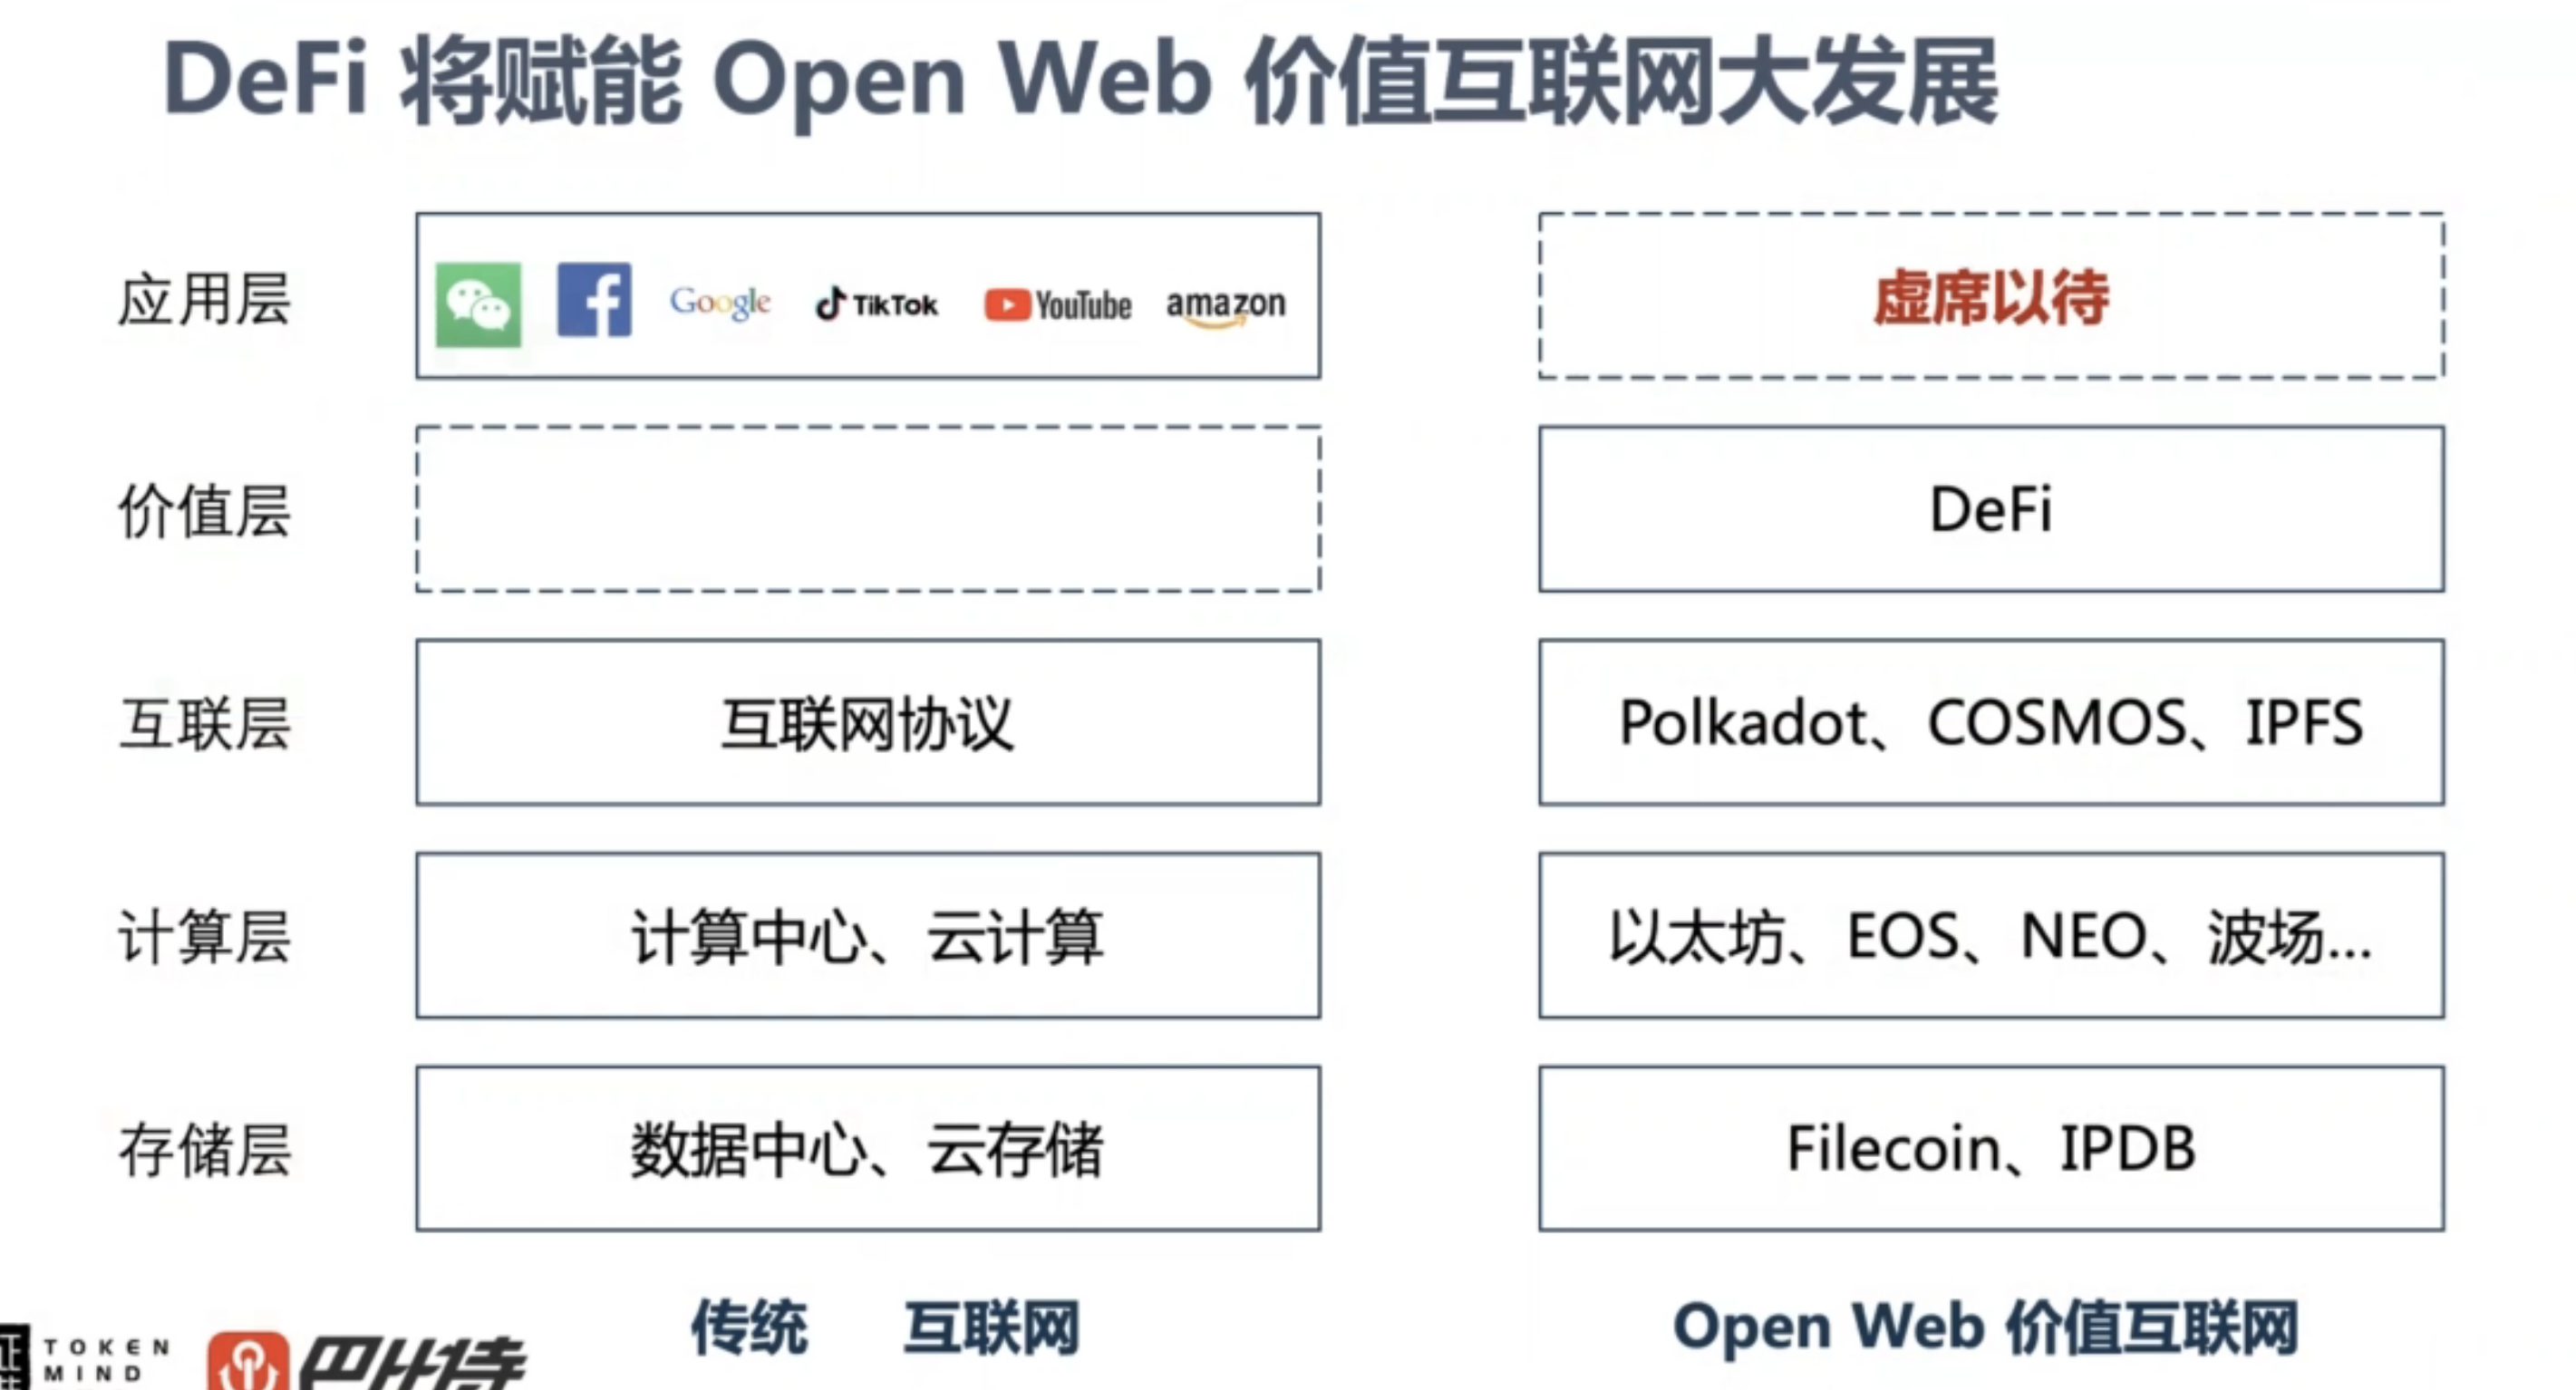 DeFi 将赋能 Open Web 价值互联网大发展
应用层
Google TikTok YouTube amazon
虚席以待
价值层
DeFi
互联层
互联网协议
Polkadot、COSMOS、IPFS
计算层
计算中心、云计算
以太坊、EOS、NEO、波场...
存储层
数据中心、云存储
Filecoin、IPDB
传统 互联网
Open Web 价值互联网
TOKEN
MIND
巴比特